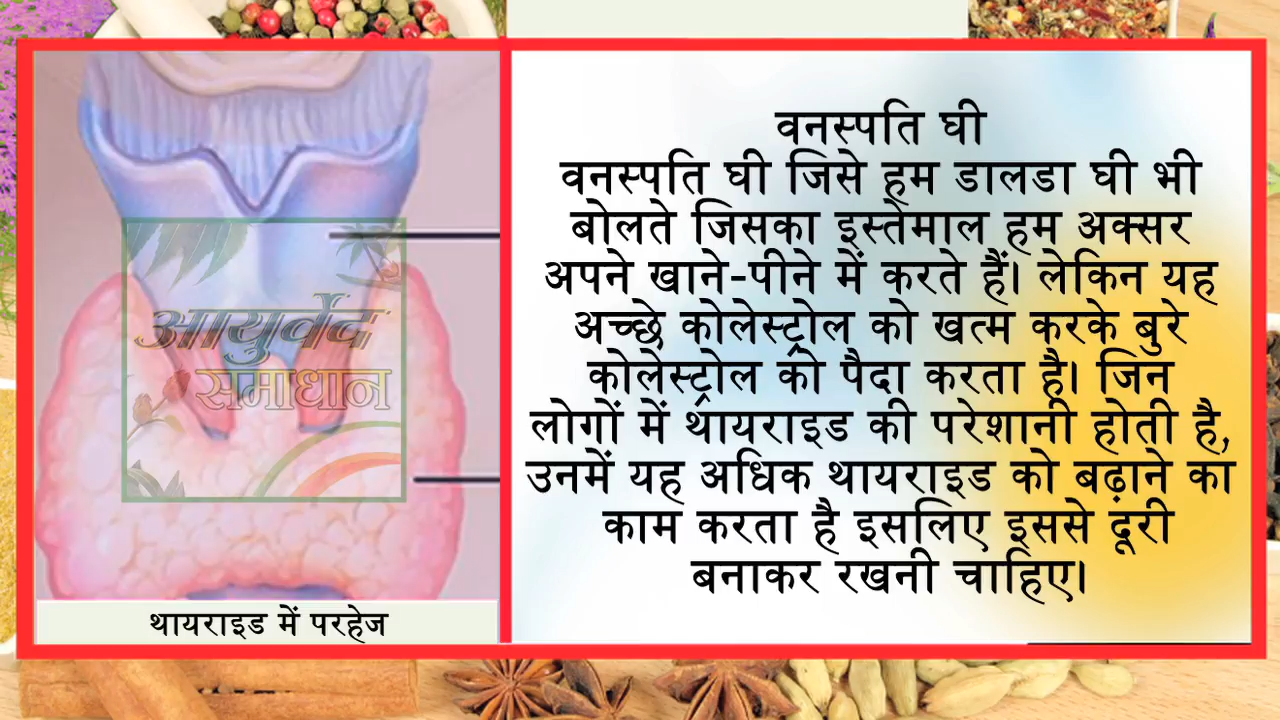 वनस्पति घी
वनस्पति घी जिसे हम डालडा घी भी
बोलते जिसका इस्तेमाल हम अक्सर
अपने खाने-पीने में करते हैं। लेकिन यह
अच्छे कोलेस्ट्रोल को खत्म करके बुरे
कोलेस्ट्रोल को पैदा करता है। जिन
लोगों में थायराइड की परेशानी होती है,
उनमें यह अधिक थायराइड को बढ़ाने का
काम करता है इसलिए इससे दूरी
बनाकर रखनी चाहिए।
आयुर्वेद
समाधान
थायराइड में परहेज